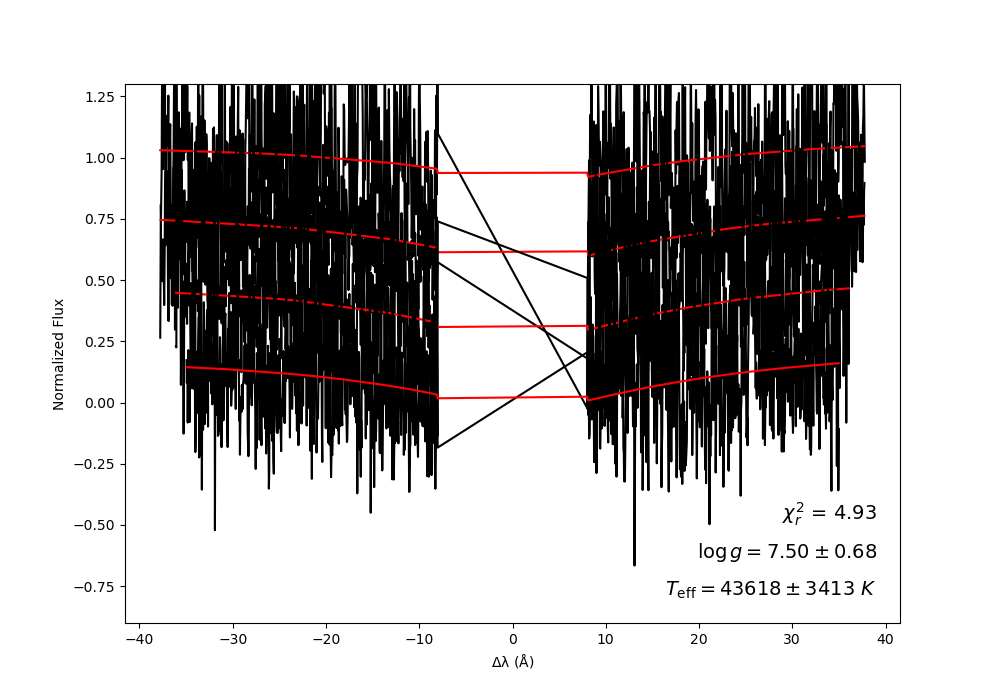 1.25
1.00
0.75
0.50
0.25
0.00
−0.25
−0.50
−0.75
Normalized Flux
χ²ᵣ = 4.93
log g = 7.50 ± 0.68
T_eff = 43618 ± 3413 K
−40 −30 −20 −10 0 10 20 30 40
Δλ (Å)